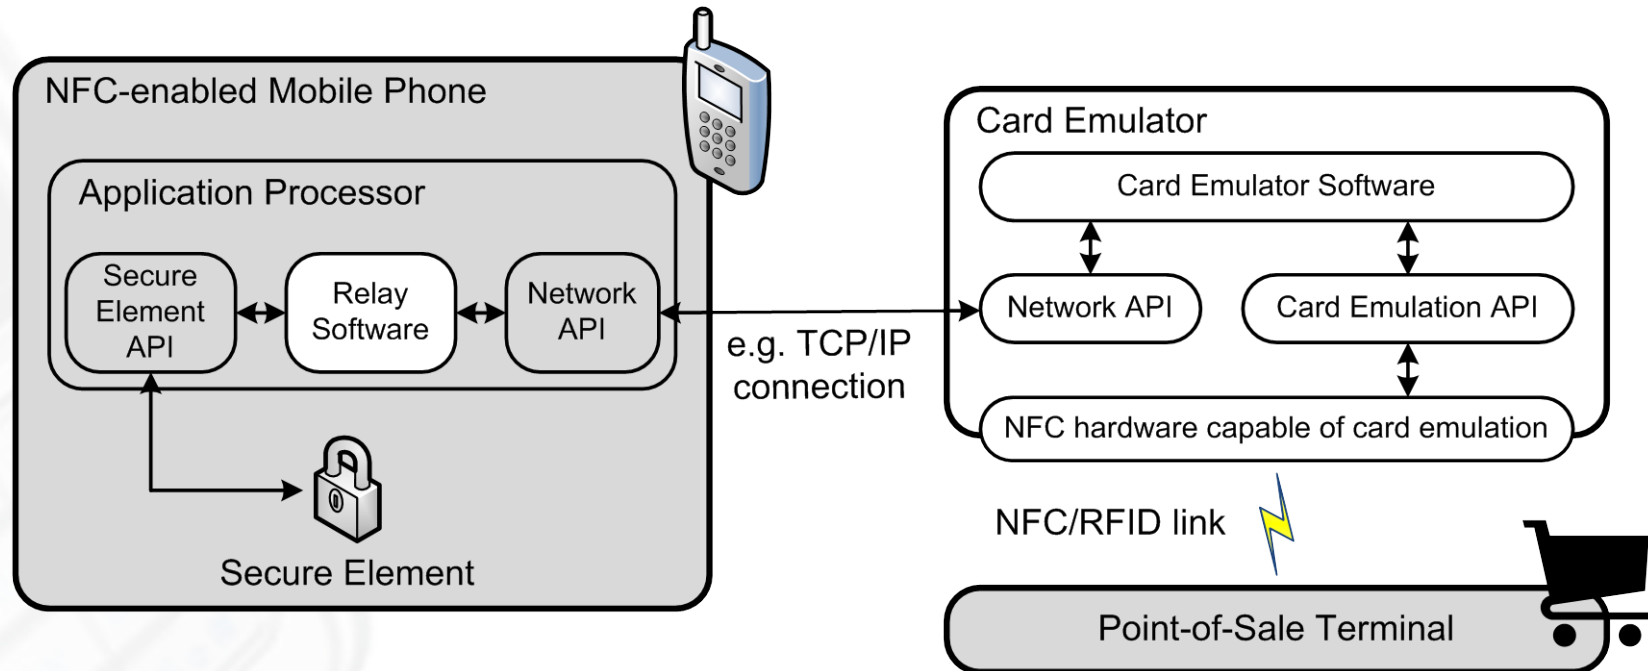 NFC-enabled Mobile Phone
Application Processor
Secure
Element
API
Relay
Software
Network
API
Secure Element
e.g. TCP/IP
connection
Card Emulator
Card Emulator Software
Network API
Card Emulation API
NFC hardware capable of card emulation
NFC/RFID link
Point-of-Sale Terminal